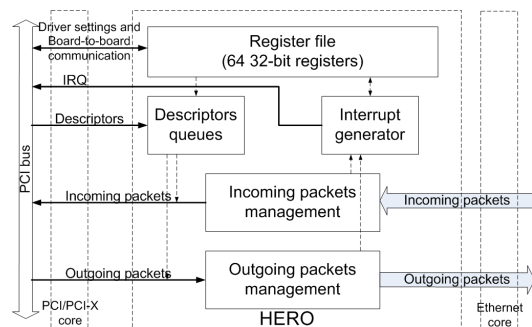 Driver settings and
Board-to-board
communication
Register file
(64 32-bit registers)
IRQ
Descriptors
Descriptors
queues
Interrupt
generator
PCI bus
Incoming packets
Incoming packets
management
Incoming packets
Outgoing packets
Outgoing packets
management
Outgoing packets
PCI/PCI-X
core
HERO
Ethernet
core